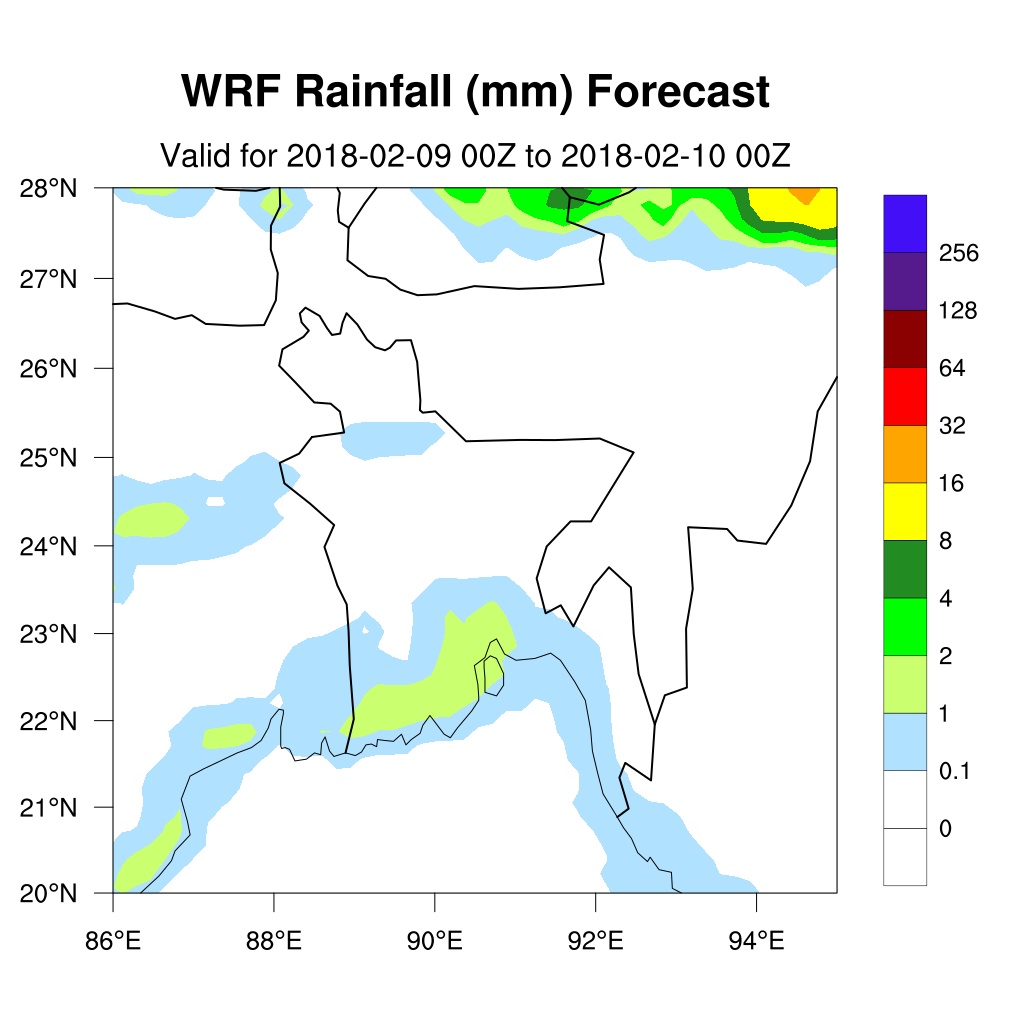 WRF Rainfall (mm) Forecast
Valid for 2018-02-09 00Z to 2018-02-10 00Z
28°N
27°N
26°N
25°N
24°N
23°N
22°N
21°N
20°N
86°E 88°E 90°E 92°E 94°E
256
128
64
32
16
8
4
2
1
0.1
0